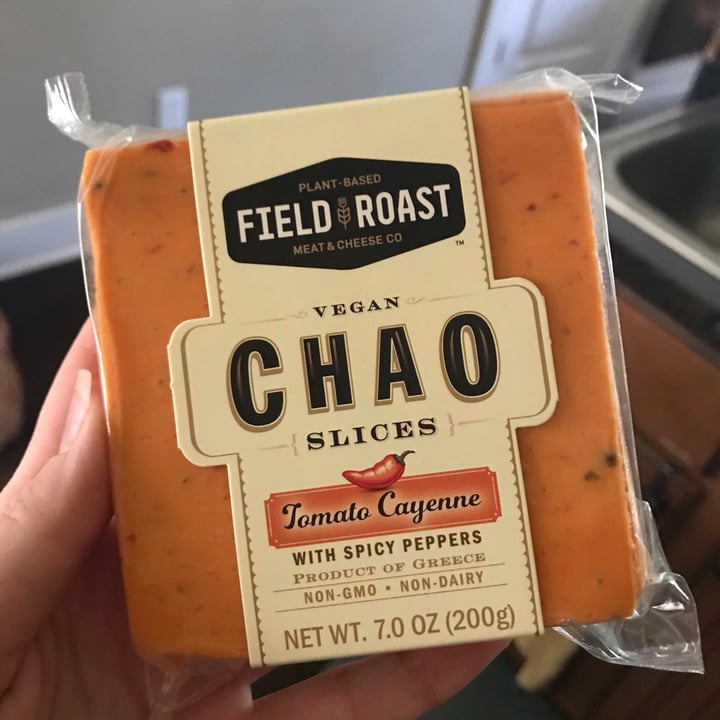 PLANT-BASED
FIELD ROAST
MEAT & CHEESE CO
™
VEGAN
CHAO
SLICES
Tomato Cayenne
WITH SPICY PEPPERS
PRODUCT OF GREECE
NON-GMO • NON-DAIRY
NET WT. 7.0 OZ (200g)